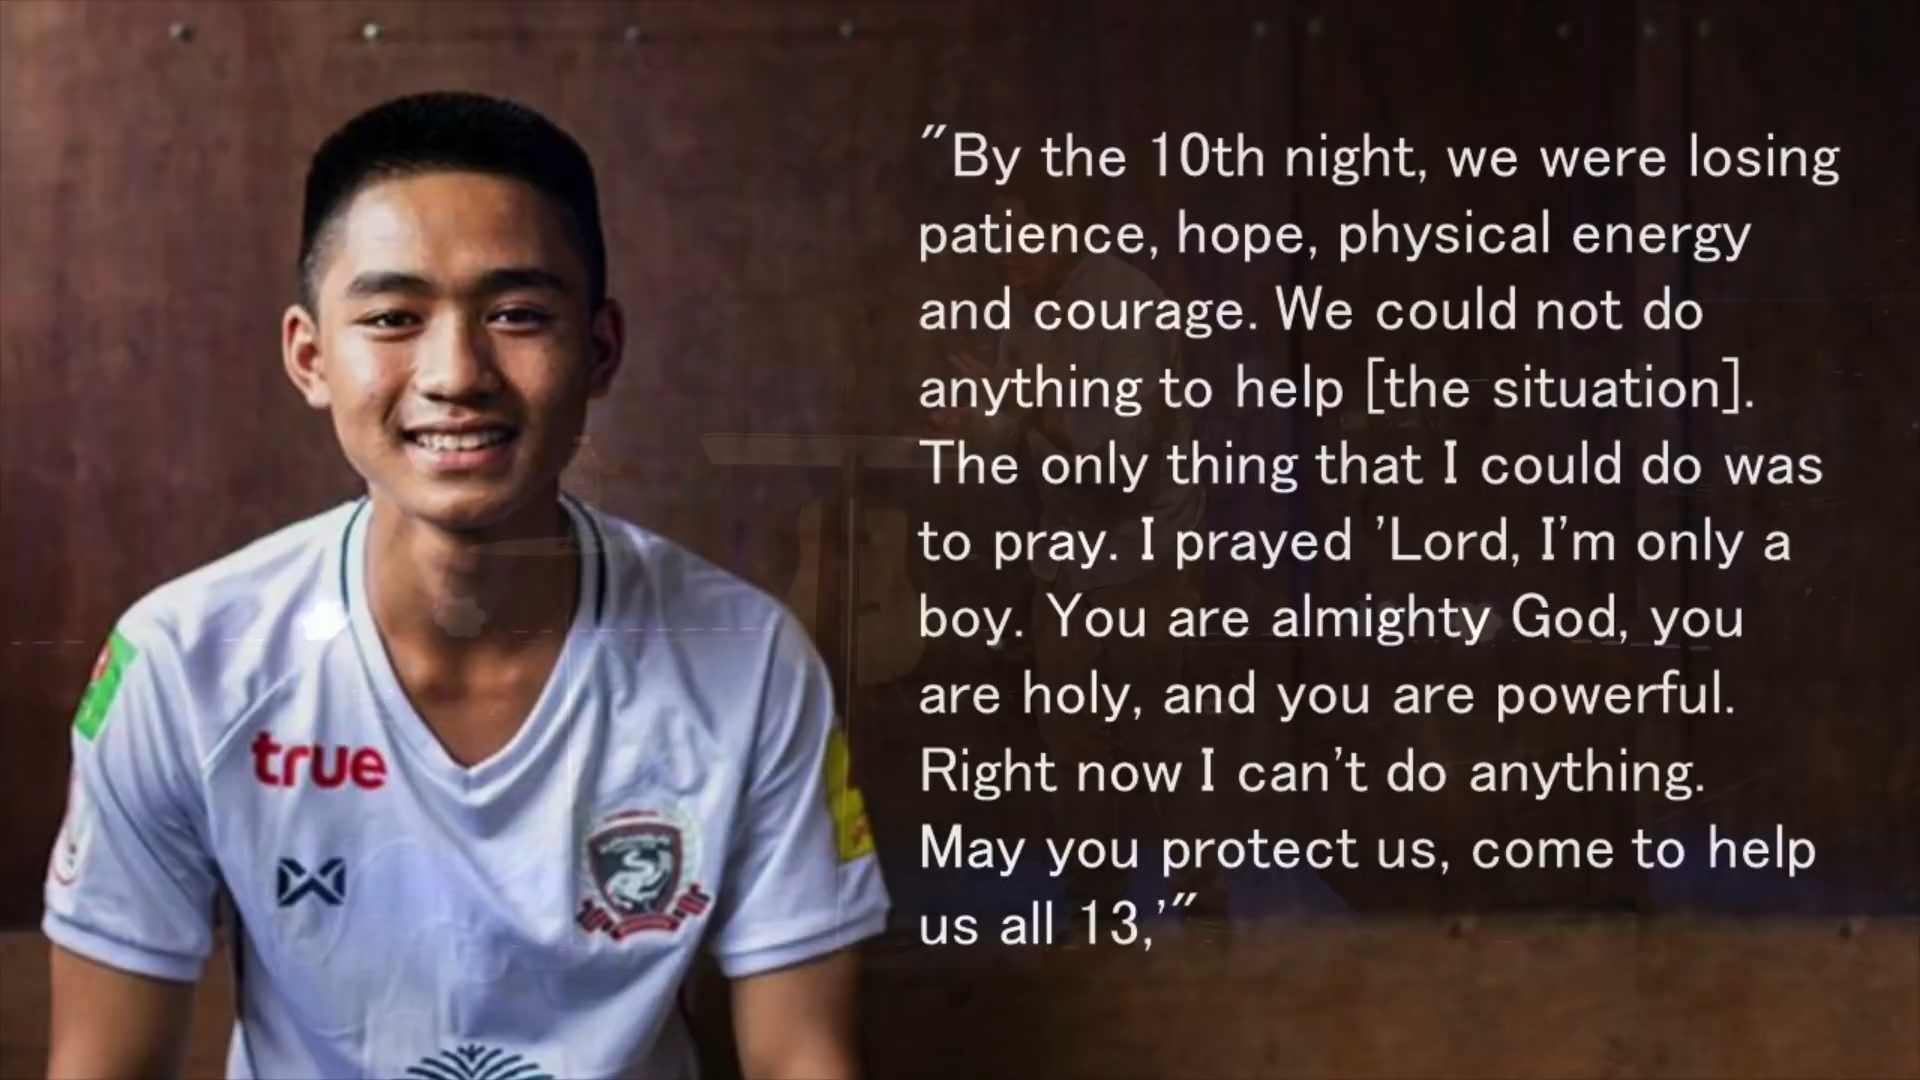 "By the 10th night, we were losing
patience, hope, physical energy
and courage. We could not do
anything to help [the situation].
The only thing that I could do was
to pray. I prayed 'Lord, I'm only a
boy. You are almighty God, you
are holy, and you are powerful.
Right now I can't do anything.
May you protect us, come to help
us all 13,'"
true